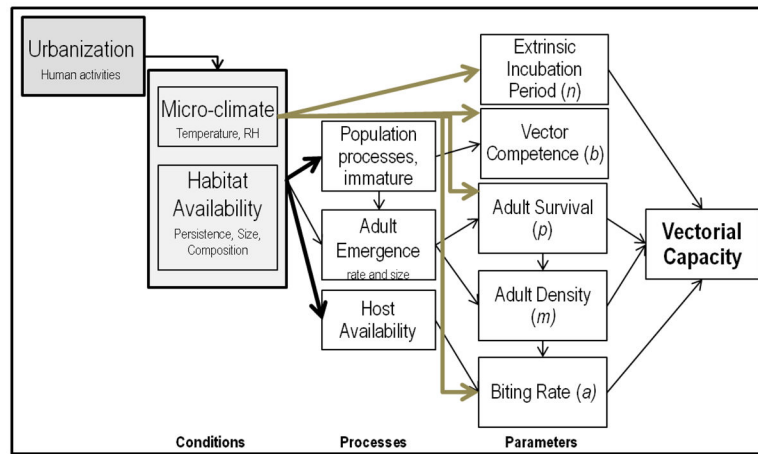 Urbanization
Human activities
Micro-climate
Temperature, RH
Habitat
Availability
Persistence, Size,
Composition
Population
processes,
immature
Adult
Emergence
rate and size
Host
Availability
Extrinsic
Incubation
Period (n)
Vector
Competence (b)
Adult Survival
(p)
Adult Density
(m)
Biting Rate (a)
Vectorial
Capacity
Conditions
Processes
Parameters